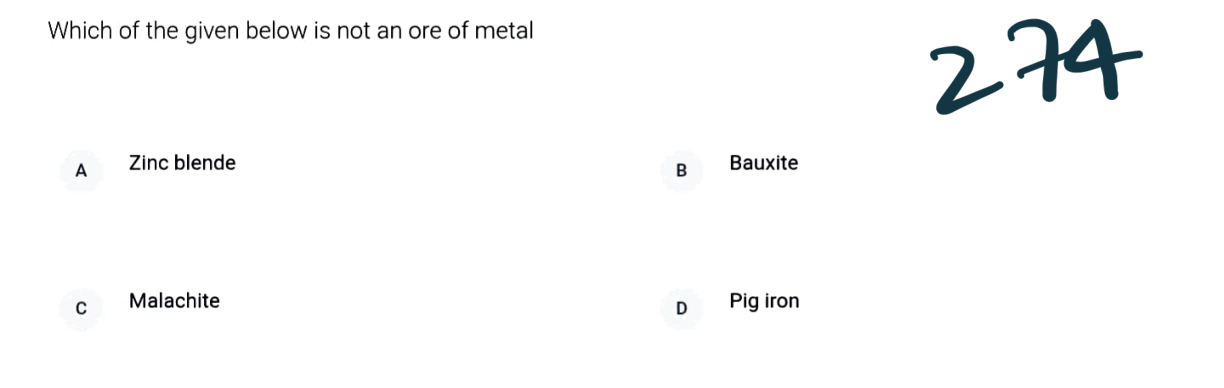 Which of the given below is not an ore of metal
274
A Zinc blende
B Bauxite
C Malachite
D Pig iron